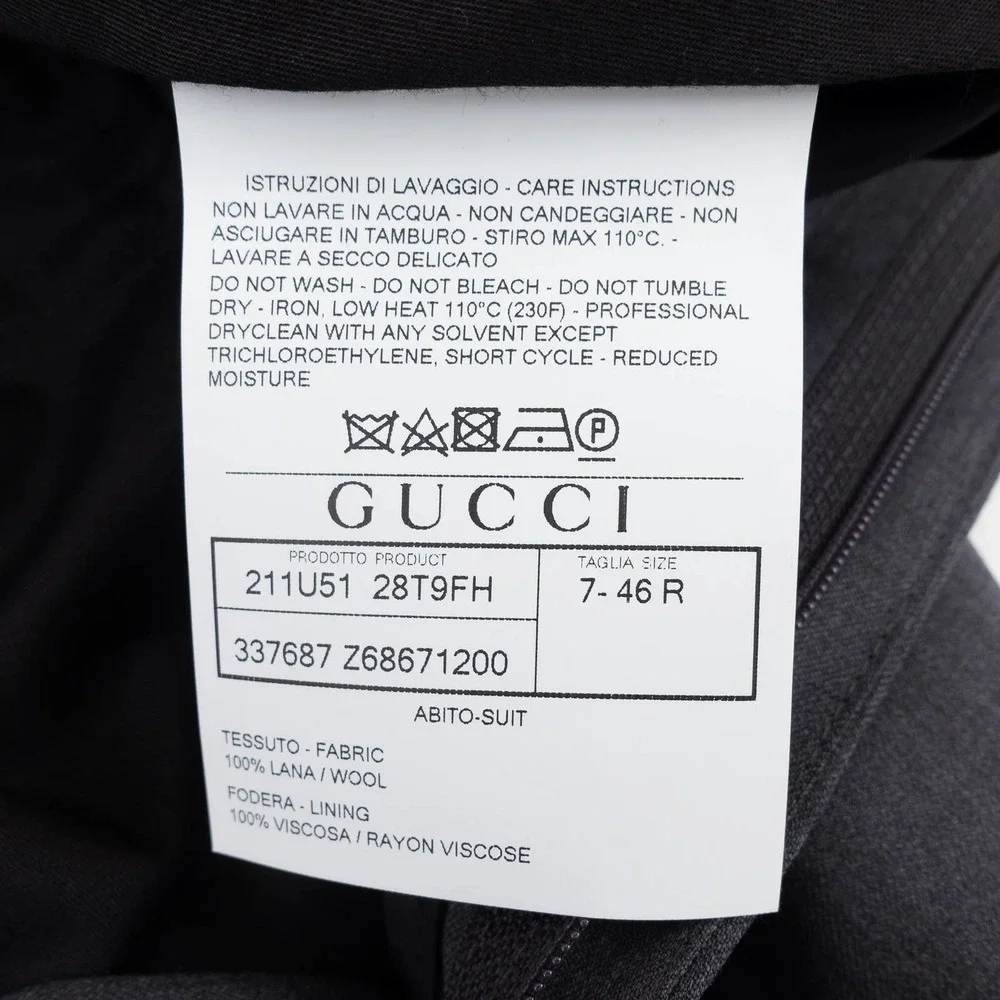 ISTRUZIONI DI LAVAGGIO - CARE INSTRUCTIONS
NON LAVARE IN ACQUA - NON CANDEGGIARE - NON
ASCIUGARE IN TAMBURO - STIRO MAX 110°C. -
LAVARE A SECCO DELICATO
DO NOT WASH - DO NOT BLEACH - DO NOT TUMBLE
DRY - IRON, LOW HEAT 110°C (230F) - PROFESSIONAL
DRYCLEAN WITH ANY SOLVENT EXCEPT
TRICHLOROETHYLENE, SHORT CYCLE - REDUCED
MOISTURE
P
GUCCI
PRODOTTO PRODUCT
211U51 28T9FH
337687 Z68671200
TAGLIA SIZE
7- 46 R
ABITO-SUIT
TESSUTO - FABRIC
100% LANA / WOOL
FODERA - LINING
100% VISCOSA / RAYON VISCOSE